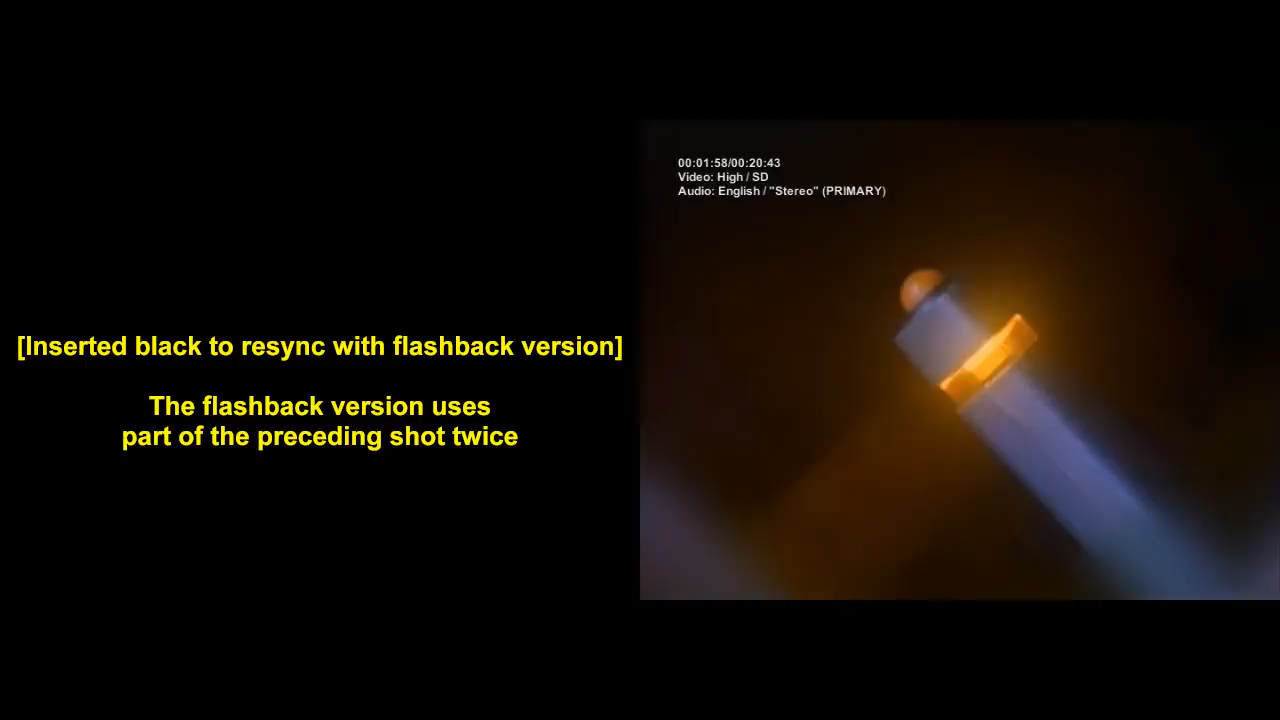 [Inserted black to resync with flashback version]
The flashback version uses
part of the preceding shot twice
00:01:58/00:20:43
Video: High / SD
Audio: English / "Stereo" (PRIMARY)